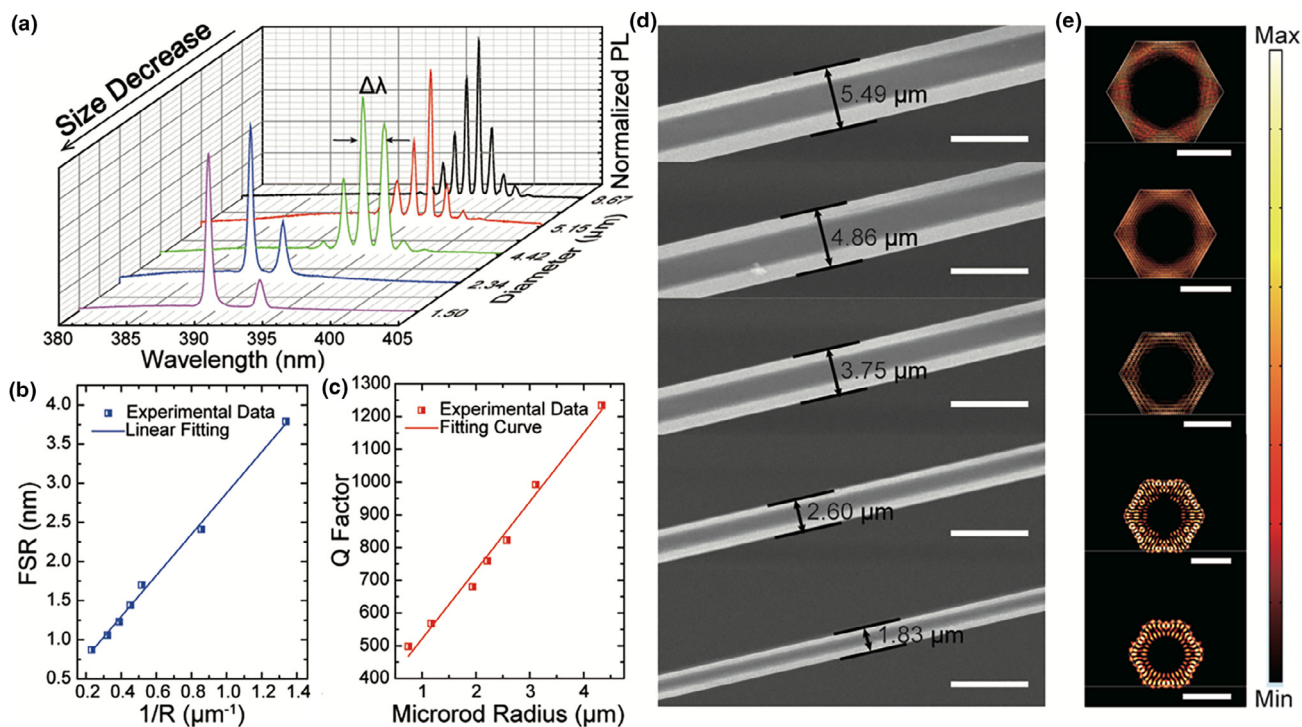 (a)
Size Decrease
Δλ
Normalized PL
8.67
5.15
4.42
2.34
1.50
Diameter (μm)
380
390
395
400
405
Wavelength (nm)
(b)
Experimental Data
Linear Fitting
4.0
3.5
3.0
2.5
2.0
1.5
1.0
0.5
FSR (nm)
0.2 0.4 0.6 0.8 1.0 1.2 1.4
1/R (μm⁻¹)
(c)
Experimental Data
Fitting Curve
1300
1200
1100
1000
900
800
700
600
500
400
Q Factor
1 2 3 4 5
Microrod Radius (μm)
(d)
5.49 μm
4.86 μm
3.75 μm
2.60 μm
1.83 μm
(e)
Max
Min